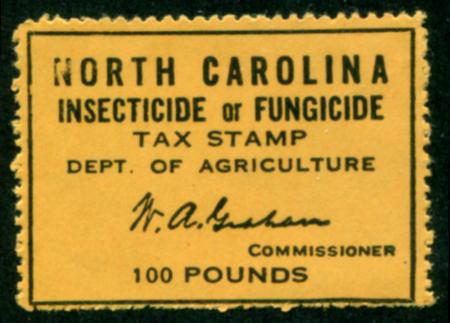 NORTH CAROLINA
INSECTICIDE or FUNGICIDE
TAX STAMP
DEPT. OF AGRICULTURE
W. A. Graham
COMMISSIONER
100 POUNDS